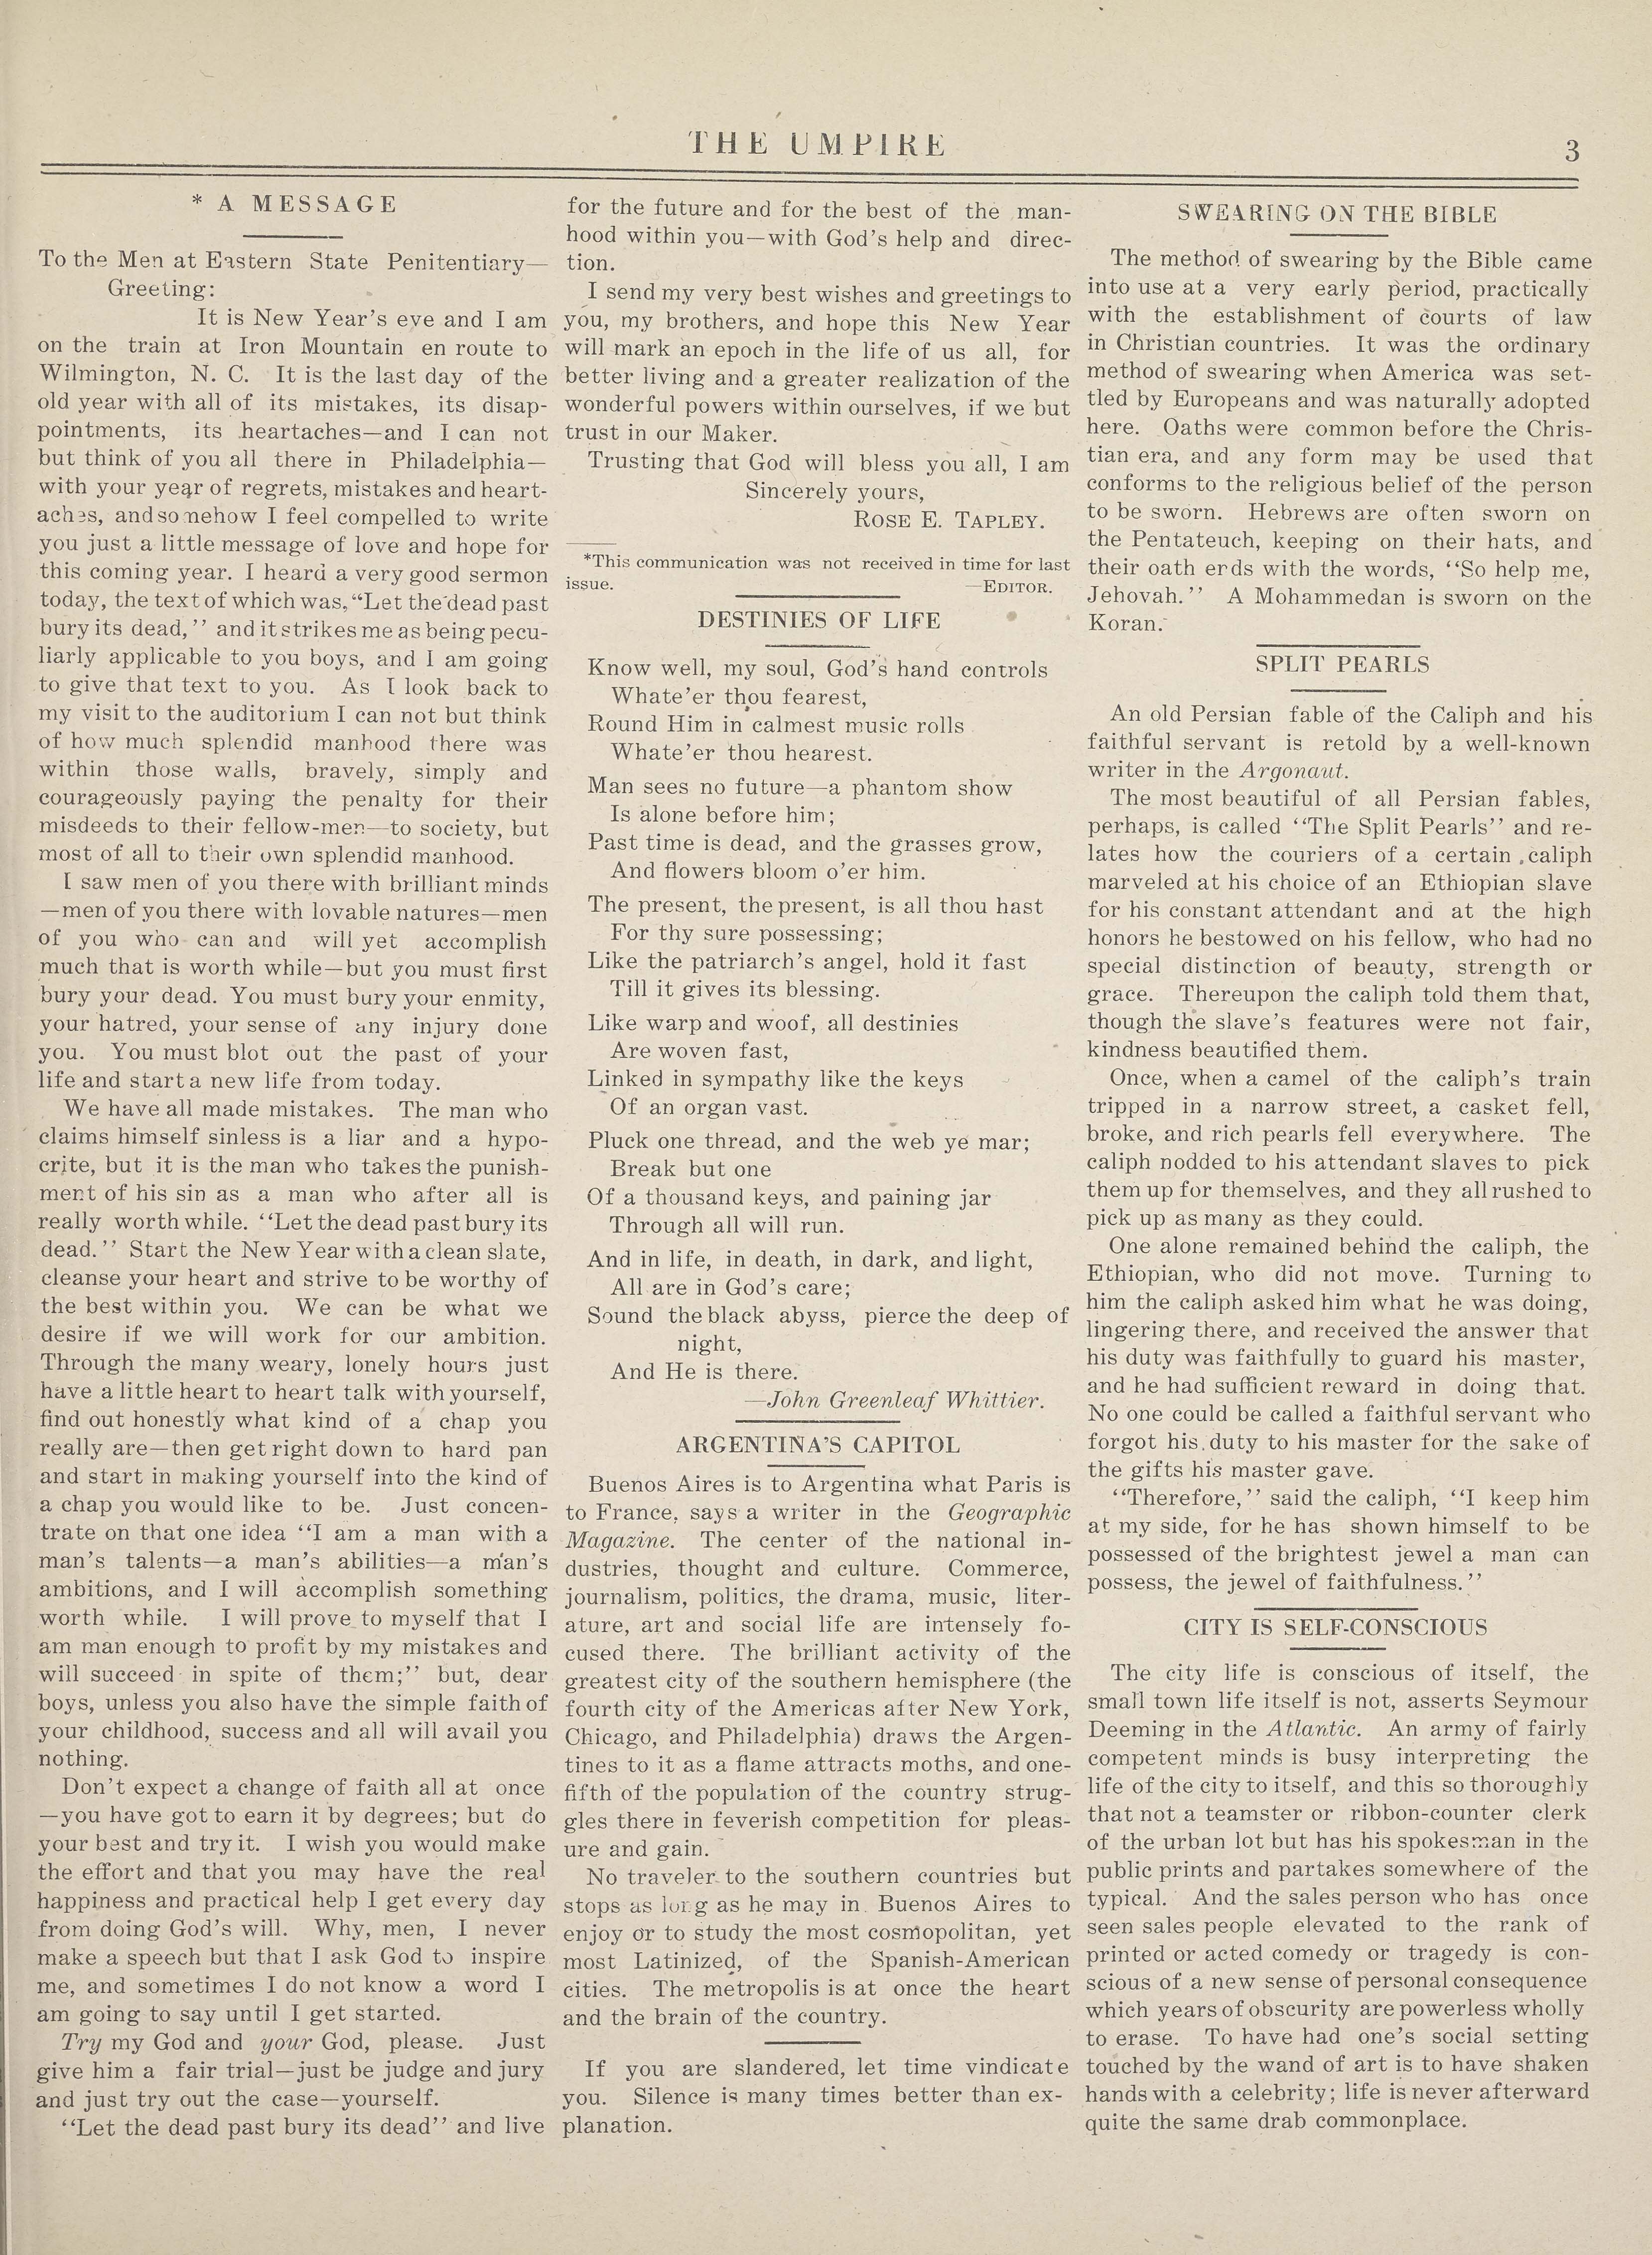 THE UMPIRE
3
* A MESSAGE
To the Men at Eastern State Penitentiary—
Greeting:
It is New Year's eve and I am
on the train at Iron Mountain en route to
Wilmington, N. C. It is the last day of the
old year with all of its mistakes, its disap-
pointments, its heartaches—and I can not
but think of you all there in Philadelphia—
with your year of regrets, mistakes and heart-
aches, and somehow I feel compelled to write
you just a little message of love and hope for
this coming year. I heard a very good sermon
today, the text of which was, "Let the dead past
bury its dead," and it strikes me as being pecu-
liarly applicable to you boys, and I am going
to give that text to you. As I look back to
my visit to the auditorium I can not but think
of how much splendid manhood there was
within those walls, bravely, simply and
courageously paying the penalty for their
misdeeds to their fellow-men—to society, but
most of all to their own splendid manhood.
I saw men of you there with brilliant minds
—men of you there with lovable natures—men
of you who can and will yet accomplish
much that is worth while—but you must first
bury your dead. You must bury your enmity,
your hatred, your sense of any injury done
you. You must blot out the past of your
life and start a new life from today.
We have all made mistakes. The man who
claims himself sinless is a liar and a hypo-
crite, but it is the man who takes the punish-
ment of his sin as a man who after all is
really worth while. "Let the dead past bury its
dead." Start the New Year with a clean slate,
cleanse your heart and strive to be worthy of
the best within you. We can be what we
desire if we will work for our ambition.
Through the many weary, lonely hours just
have a little heart to heart talk with yourself,
find out honestly what kind of a chap you
really are—then get right down to hard pan
and start in making yourself into the kind of
a chap you would like to be. Just concen-
trate on that one idea "I am a man with a
man's talents—a man's abilities—a man's
ambitions, and I will accomplish something
worth while. I will prove to myself that I
am man enough to profit by my mistakes and
will succeed in spite of them;" but, dear
boys, unless you also have the simple faith of
your childhood, success and all will avail you
nothing.
Don't expect a change of faith all at once
—you have got to earn it by degrees; but do
your best and try it. I wish you would make
the effort and that you may have the real
happiness and practical help I get every day
from doing God's will. Why, men, I never
make a speech but that I ask God to inspire
me, and sometimes I do not know a word I
am going to say until I get started.
Try my God and your God, please. Just
give him a fair trial—just be judge and jury
and just try out the case—yourself.
"Let the dead past bury its dead" and live
for the future and for the best of the man-
hood within you—with God's help and direc-
tion.
I send my very best wishes and greetings to
you, my brothers, and hope this New Year
will mark an epoch in the life of us all, for
better living and a greater realization of the
wonderful powers within ourselves, if we but
trust in our Maker.
Trusting that God will bless you all, I am
Sincerely yours,
ROSE E. TAPLEY.
*This communication was not received in time for last
issue. —EDITOR.
DESTINIES OF LIFE
Know well, my soul, God's hand controls
Whate'er thou fearest,
Round Him in calmest music rolls
Whate'er thou hearest.
Man sees no future—a phantom show
Is alone before him;
Past time is dead, and the grasses grow,
And flowers bloom o'er him.
The present, the present, is all thou hast
For thy sure possessing;
Like the patriarch's angel, hold it fast
Till it gives its blessing.
Like warp and woof, all destinies
Are woven fast,
Linked in sympathy like the keys
Of an organ vast.
Pluck one thread, and the web ye mar;
Break but one
Of a thousand keys, and paining jar
Through all will run.
And in life, in death, in dark, and light,
All are in God's care;
Sound the black abyss, pierce the deep of
night,
And He is there.
—John Greenleaf Whittier.
ARGENTINA'S CAPITOL
Buenos Aires is to Argentina what Paris is
to France, says a writer in the Geographic
Magazine. The center of the national in-
dustries, thought and culture. Commerce,
journalism, politics, the drama, music, liter-
ature, art and social life are intensely fo-
cused there. The brilliant activity of the
greatest city of the southern hemisphere (the
fourth city of the Americas after New York,
Chicago, and Philadelphia) draws the Argen-
tines to it as a flame attracts moths, and one-
fifth of the population of the country strug-
gles there in feverish competition for pleas-
ure and gain.
No traveler to the southern countries but
stops as long as he may in Buenos Aires to
enjoy or to study the most cosmopolitan, yet
most Latinized, of the Spanish-American
cities. The metropolis is at once the heart
and the brain of the country.
If you are slandered, let time vindicate
you. Silence is many times better than ex-
planation.
SWEARING ON THE BIBLE
The method of swearing by the Bible came
into use at a very early period, practically
with the establishment of courts of law
in Christian countries. It was the ordinary
method of swearing when America was set-
tled by Europeans and was naturally adopted
here. Oaths were common before the Chris-
tian era, and any form may be used that
conforms to the religious belief of the person
to be sworn. Hebrews are often sworn on
the Pentateuch, keeping on their hats, and
their oath ends with the words, "So help me,
Jehovah." A Mohammedan is sworn on the
Koran.
SPLIT PEARLS
An old Persian fable of the Caliph and his
faithful servant is retold by a well-known
writer in the Argonaut.
The most beautiful of all Persian fables,
perhaps, is called "The Split Pearls" and re-
lates how the couriers of a certain caliph
marveled at his choice of an Ethiopian slave
for his constant attendant and at the high
honors he bestowed on his fellow, who had no
special distinction of beauty, strength or
grace. Thereupon the caliph told them that,
though the slave's features were not fair,
kindness beautified them.
Once, when a camel of the caliph's train
tripped in a narrow street, a casket fell,
broke, and rich pearls fell everywhere. The
caliph nodded to his attendant slaves to pick
them up for themselves, and they all rushed to
pick up as many as they could.
One alone remained behind the caliph, the
Ethiopian, who did not move. Turning to
him the caliph asked him what he was doing,
lingering there, and received the answer that
his duty was faithfully to guard his master,
and he had sufficient reward in doing that.
No one could be called a faithful servant who
forgot his duty to his master for the sake of
the gifts his master gave.
"Therefore," said the caliph, "I keep him
at my side, for he has shown himself to be
possessed of the brightest jewel a man can
possess, the jewel of faithfulness."
CITY IS SELF-CONSCIOUS
The city life is conscious of itself, the
small town life itself is not, asserts Seymour
Deeming in the Atlantic. An army of fairly
competent minds is busy interpreting the
life of the city to itself, and this so thoroughly
that not a teamster or ribbon-counter clerk
of the urban lot but has his spokesman in the
public prints and partakes somewhere of the
typical. And the sales person who has once
seen sales people elevated to the rank of
printed or acted comedy or tragedy is con-
scious of a new sense of personal consequence
which years of obscurity are powerless wholly
to erase. To have had one's social setting
touched by the wand of art is to have shaken
hands with a celebrity; life is never afterward
quite the same drab commonplace.